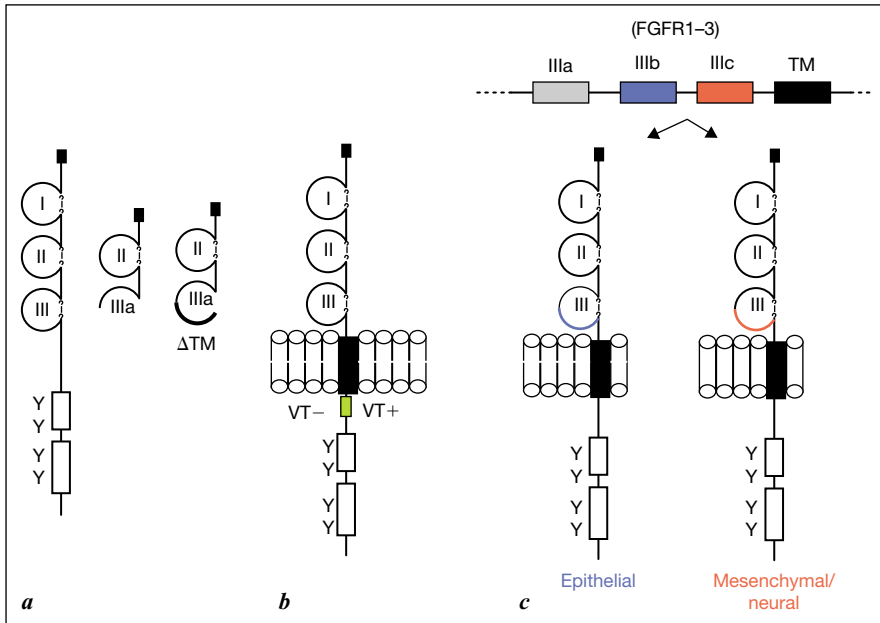 (FGFR1–3)
IIIa IIIb IIIc TM
I
II
III
Y
Y
Y
Y
II
IIIa
II
IIIa
ΔTM
a
I
II
III
VT− VT+
Y
Y
Y
Y
b
I
II
III
Y
Y
Y
Y
Epithelial
I
II
III
Y
Y
Y
Y
Mesenchymal/
neural
c